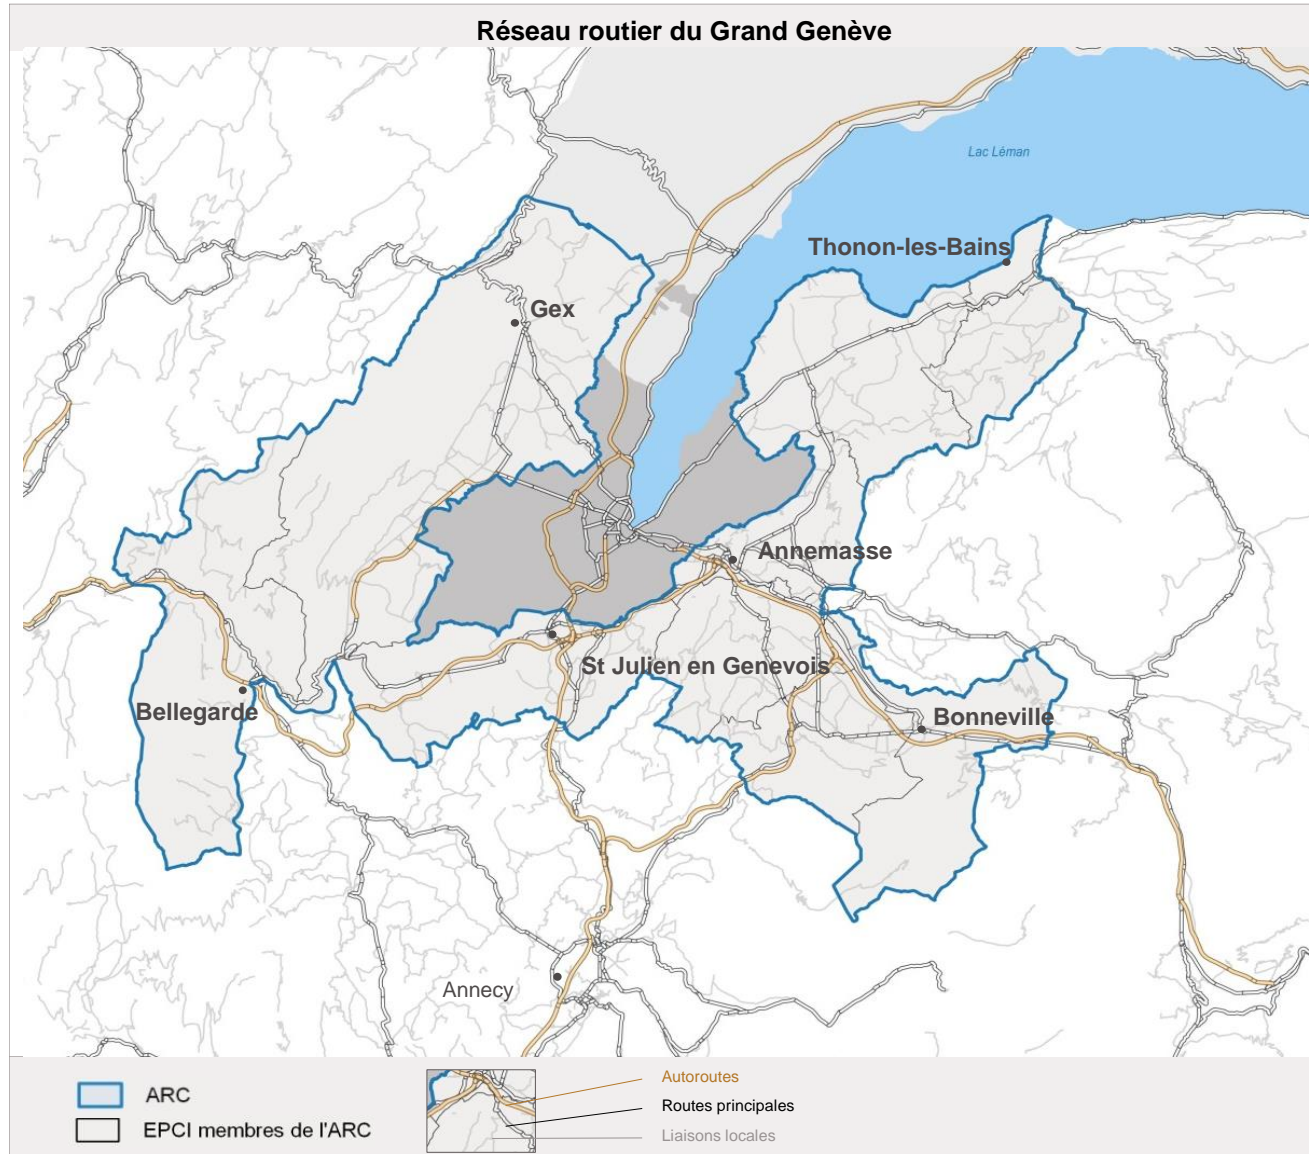 Réseau routier du Grand Genève
Lac Léman
Thonon-les-Bains
Gex
Annemasse
St Julien en Genevois
Bellegarde
Bonneville
Annecy
ARC
EPCI membres de l'ARC
Autoroutes
Routes principales
Liaisons locales